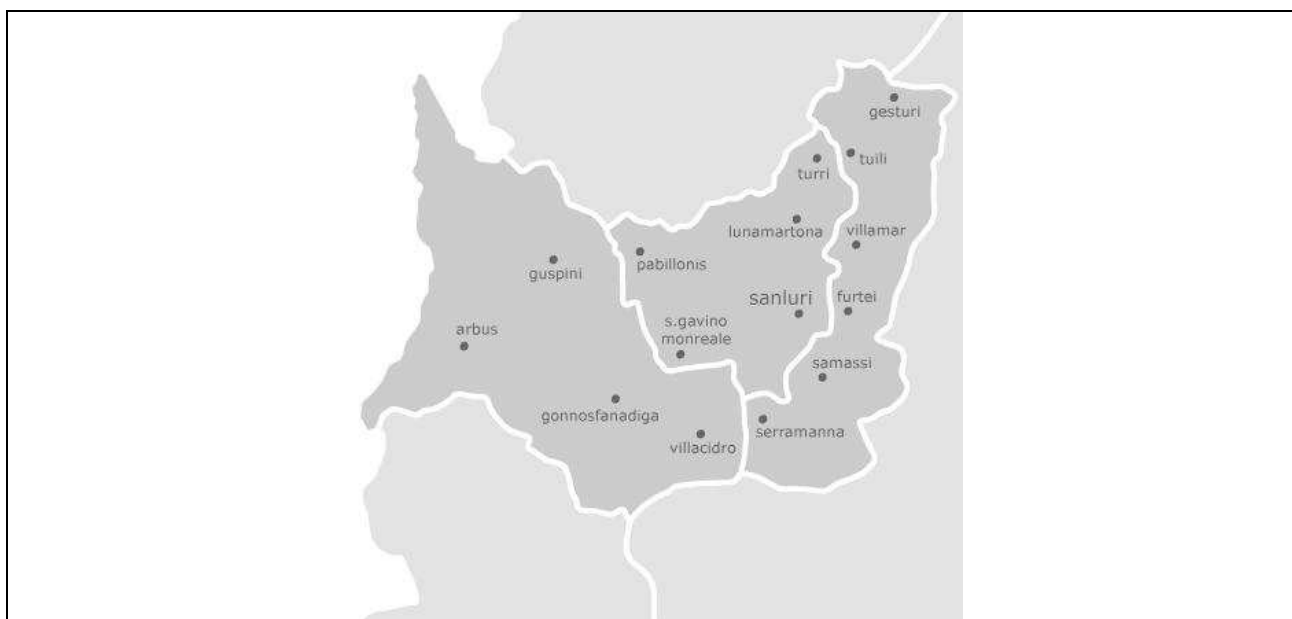 gesturi
tuili
turri
lunamartona
villamar
pabillonis
guspini
sanluri
furtei
s.gavino
monreale
arbus
samassi
gonnosfanadiga
serramanna
villacidro